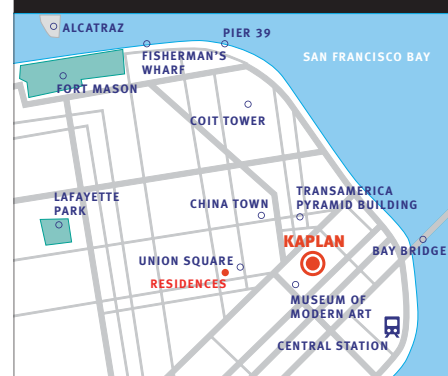 ALCATRAZ
PIER 39
FISHERMAN'S
WHARF
SAN FRANCISCO BAY
FORT MASON
COIT TOWER
LAFAYETTE
PARK
CHINA TOWN
TRANSAMERICA
PYRAMID BUILDING
KAPLAN
BAY BRIDGE
UNION SQUARE
RESIDENCES
MUSEUM OF
MODERN ART
CENTRAL STATION